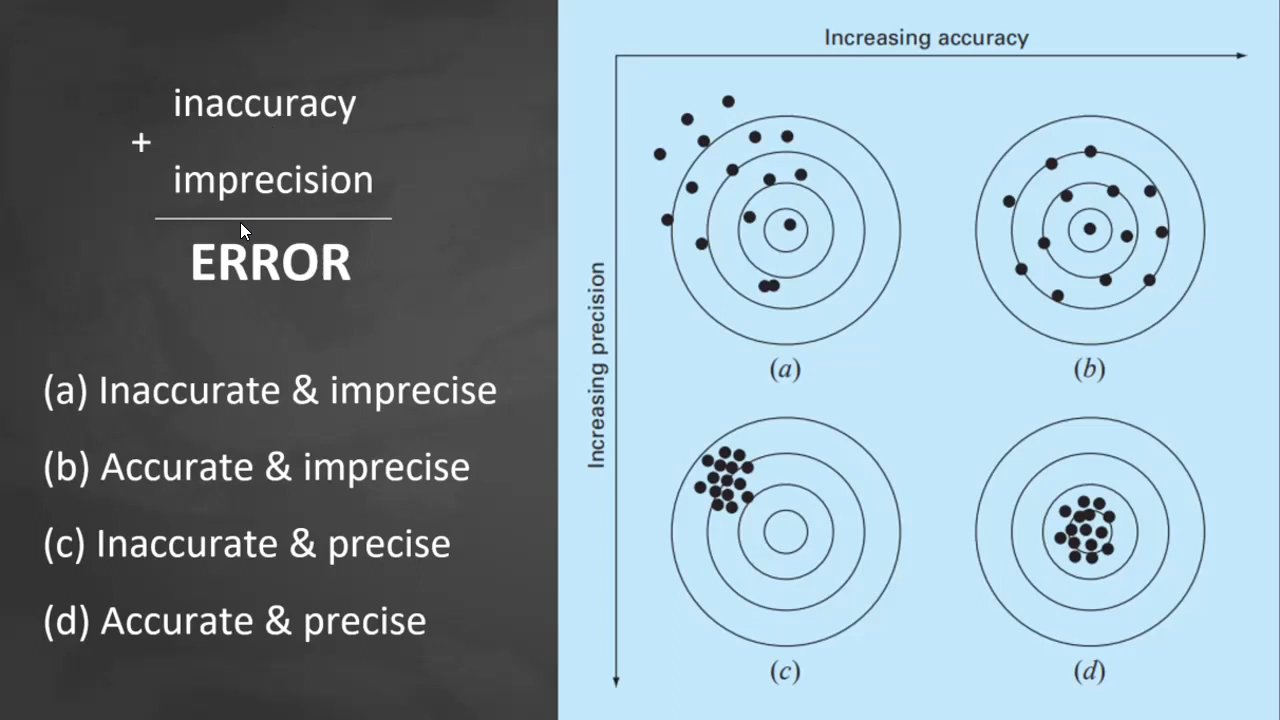 inaccuracy
+
imprecision
ERROR
(a) Inaccurate & imprecise
(b) Accurate & imprecise
(c) Inaccurate & precise
(d) Accurate & precise
Increasing accuracy
Increasing precision
(a)
(b)
(c)
(d)